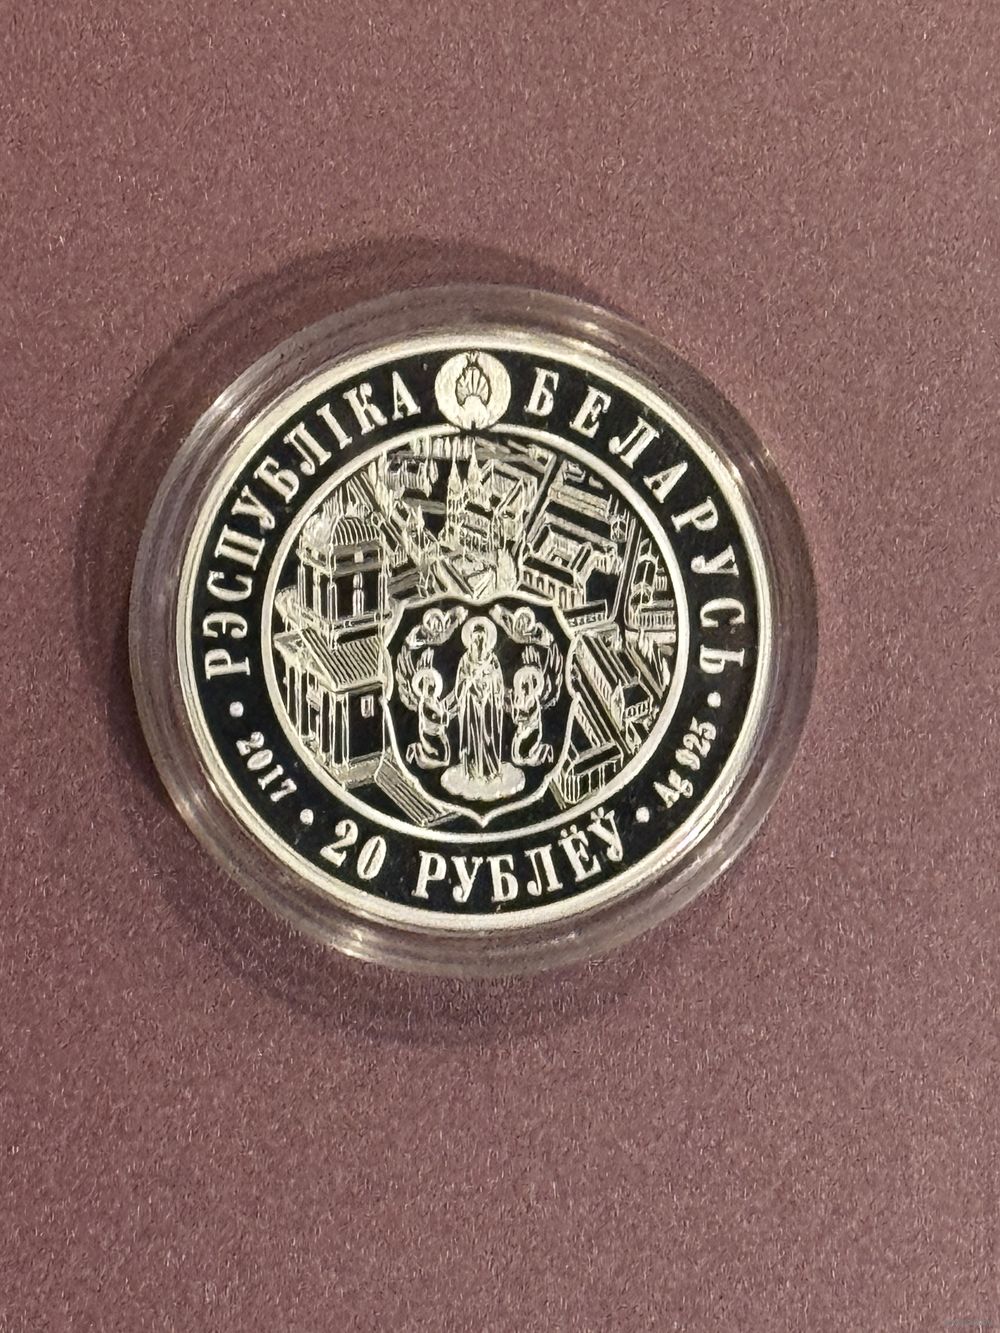 РЭСПУБЛІКА БЕЛАРУСЬ
2017 • 20 РУБЛЁЎ • Ag 925